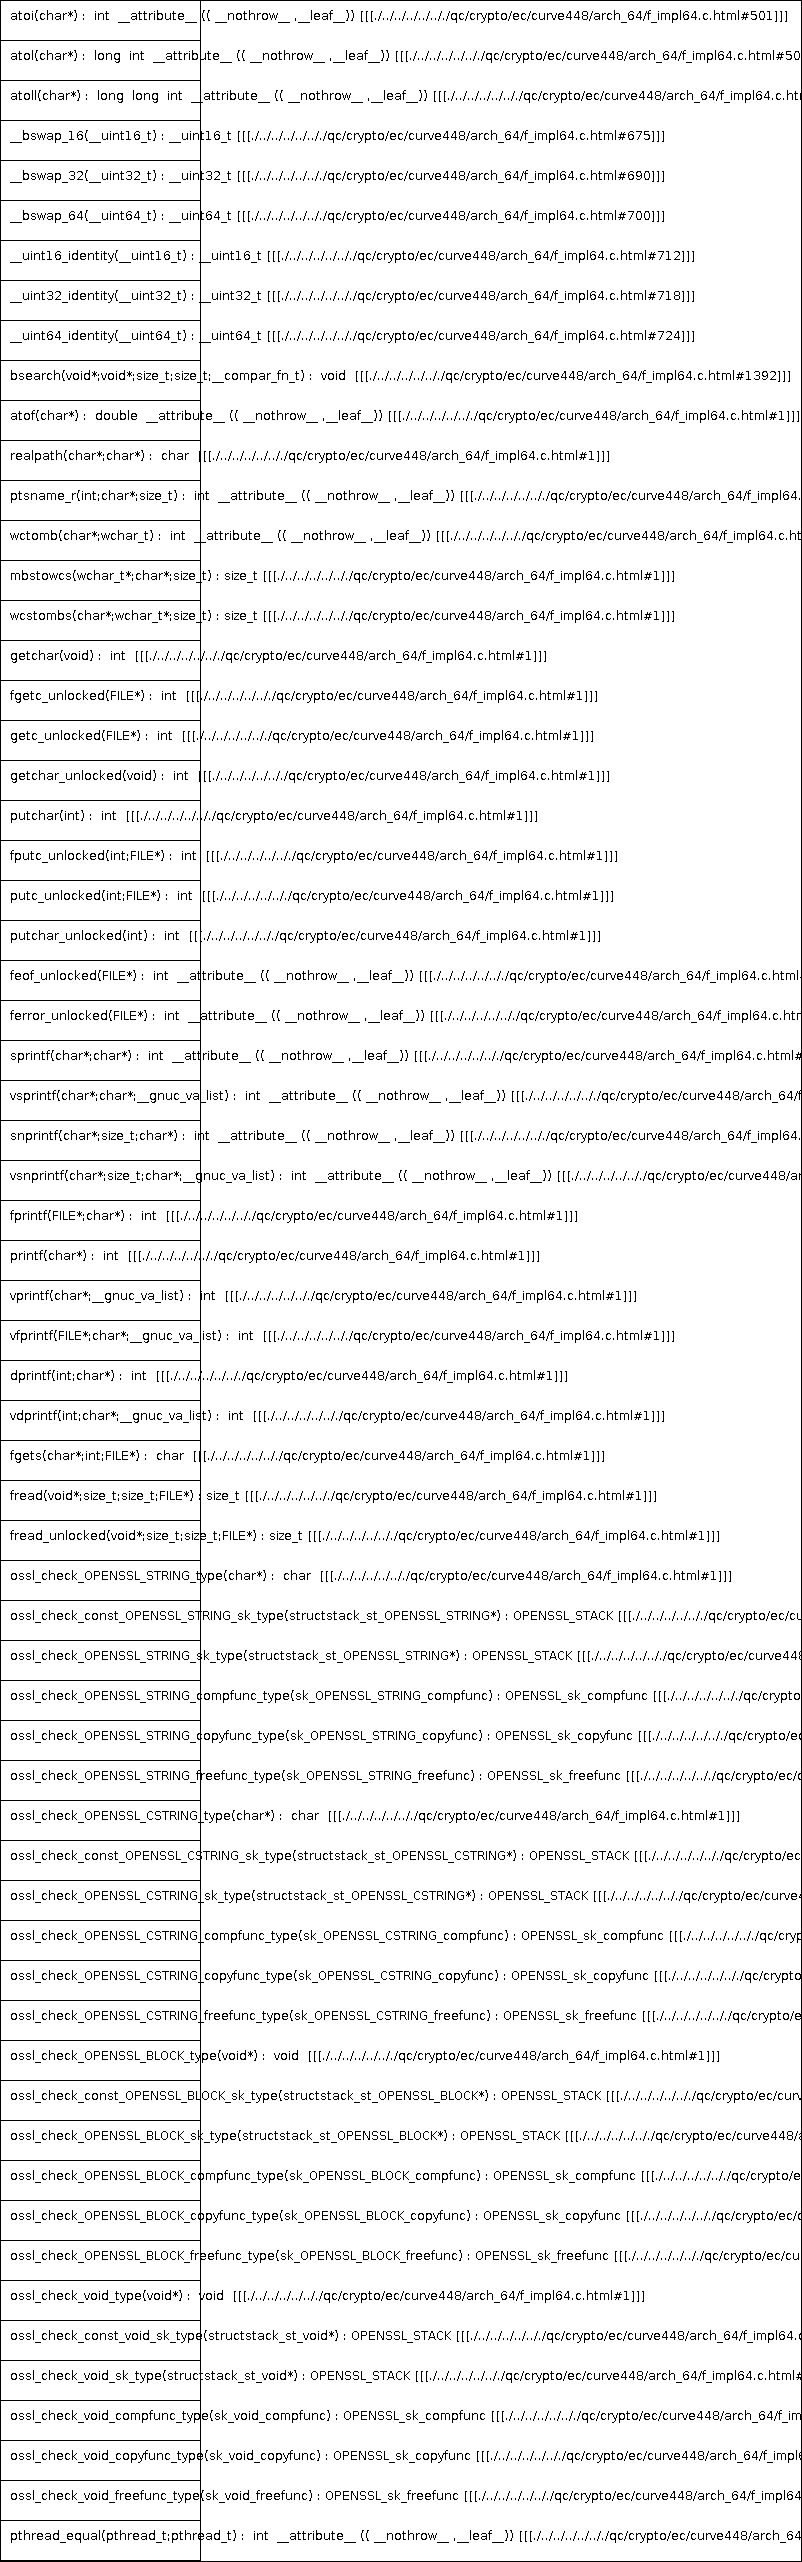 atoi(char*) :  int  __attribute__ (( __nothrow__ ,__leaf__)) [[[./../../../../../qc/crypto/ec/curve448/arch_64/f_impl64.c.html#501]]]
atol(char*) :  long  int  __attribute__ (( __nothrow__ ,__leaf__)) [[[./../../../../../qc/crypto/ec/curve448/arch_64/f_impl64.c.html#50
atoll(char*) :  long  long  int  __attribute__ (( __nothrow__ ,__leaf__)) [[[./../../../../../qc/crypto/ec/curve448/arch_64/f_impl64.c.htm
__bswap_16(__uint16_t) : __uint16_t [[[./../../../../../qc/crypto/ec/curve448/arch_64/f_impl64.c.html#675]]]
__bswap_32(__uint32_t) : __uint32_t [[[./../../../../../qc/crypto/ec/curve448/arch_64/f_impl64.c.html#690]]]
__bswap_64(__uint64_t) : __uint64_t [[[./../../../../../qc/crypto/ec/curve448/arch_64/f_impl64.c.html#700]]]
__uint16_identity(__uint16_t) : __uint16_t [[[./../../../../../qc/crypto/ec/curve448/arch_64/f_impl64.c.html#712]]]
__uint32_identity(__uint32_t) : __uint32_t [[[./../../../../../qc/crypto/ec/curve448/arch_64/f_impl64.c.html#718]]]
__uint64_identity(__uint64_t) : __uint64_t [[[./../../../../../qc/crypto/ec/curve448/arch_64/f_impl64.c.html#724]]]
bsearch(void*;void*;size_t;size_t;__compar_fn_t) :  void  [[[./../../../../../qc/crypto/ec/curve448/arch_64/f_impl64.c.html#1392]]]
atof(char*) :  double  __attribute__ (( __nothrow__ ,__leaf__)) [[[./../../../../../qc/crypto/ec/curve448/arch_64/f_impl64.c.html#1]]]
realpath(char*;char*) :  char  [[[./../../../../../qc/crypto/ec/curve448/arch_64/f_impl64.c.html#1]]]
ptsname_r(int;char*;size_t) :  int  __attribute__ (( __nothrow__ ,__leaf__)) [[[./../../../../../qc/crypto/ec/curve448/arch_64/f_impl64.
wctomb(char*;wchar_t) :  int  __attribute__ (( __nothrow__ ,__leaf__)) [[[./../../../../../qc/crypto/ec/curve448/arch_64/f_impl64.c.ht
mbstowcs(wchar_t*;char*;size_t) : size_t [[[./../../../../../qc/crypto/ec/curve448/arch_64/f_impl64.c.html#1]]]
wcstombs(char*;wchar_t*;size_t) : size_t [[[./../../../../../qc/crypto/ec/curve448/arch_64/f_impl64.c.html#1]]]
getchar(void) :  int  [[[./../../../../../qc/crypto/ec/curve448/arch_64/f_impl64.c.html#1]]]
fgetc_unlocked(FILE*) :  int  [[[./../../../../../qc/crypto/ec/curve448/arch_64/f_impl64.c.html#1]]]
getc_unlocked(FILE*) :  int  [[[./../../../../../qc/crypto/ec/curve448/arch_64/f_impl64.c.html#1]]]
getchar_unlocked(void) :  int  [[[./../../../../../qc/crypto/ec/curve448/arch_64/f_impl64.c.html#1]]]
putchar(int) :  int  [[[./../../../../../qc/crypto/ec/curve448/arch_64/f_impl64.c.html#1]]]
fputc_unlocked(int;FILE*) :  int  [[[./../../../../../qc/crypto/ec/curve448/arch_64/f_impl64.c.html#1]]]
putc_unlocked(int;FILE*) :  int  [[[./../../../../../qc/crypto/ec/curve448/arch_64/f_impl64.c.html#1]]]
putchar_unlocked(int) :  int  [[[./../../../../../qc/crypto/ec/curve448/arch_64/f_impl64.c.html#1]]]
feof_unlocked(FILE*) :  int  __attribute__ (( __nothrow__ ,__leaf__)) [[[./../../../../../qc/crypto/ec/curve448/arch_64/f_impl64.c.html
ferror_unlocked(FILE*) :  int  __attribute__ (( __nothrow__ ,__leaf__)) [[[./../../../../../qc/crypto/ec/curve448/arch_64/f_impl64.c.htm
sprintf(char*;char*) :  int  __attribute__ (( __nothrow__ ,__leaf__)) [[[./../../../../../qc/crypto/ec/curve448/arch_64/f_impl64.c.html#
vsprintf(char*;char*;__gnuc_va_list) :  int  __attribute__ (( __nothrow__ ,__leaf__)) [[[./../../../../../qc/crypto/ec/curve448/arch_64/f
snprintf(char*;size_t;char*) :  int  __attribute__ (( __nothrow__ ,__leaf__)) [[[./../../../../../qc/crypto/ec/curve448/arch_64/f_impl64.
vsnprintf(char*;size_t;char*;__gnuc_va_list) :  int  __attribute__ (( __nothrow__ ,__leaf__)) [[[./../../../../../qc/crypto/ec/curve448/ar
fprintf(FILE*;char*) :  int  [[[./../../../../../qc/crypto/ec/curve448/arch_64/f_impl64.c.html#1]]]
printf(char*) :  int  [[[./../../../../../qc/crypto/ec/curve448/arch_64/f_impl64.c.html#1]]]
vprintf(char*;__gnuc_va_list) :  int  [[[./../../../../../qc/crypto/ec/curve448/arch_64/f_impl64.c.html#1]]]
vfprintf(FILE*;char*;__gnuc_va_list) :  int  [[[./../../../../../qc/crypto/ec/curve448/arch_64/f_impl64.c.html#1]]]
dprintf(int;char*) :  int  [[[./../../../../../qc/crypto/ec/curve448/arch_64/f_impl64.c.html#1]]]
vdprintf(int;char*;__gnuc_va_list) :  int  [[[./../../../../../qc/crypto/ec/curve448/arch_64/f_impl64.c.html#1]]]
fgets(char*;int;FILE*) :  char  [[[./../../../../../qc/crypto/ec/curve448/arch_64/f_impl64.c.html#1]]]
fread(void*;size_t;size_t;FILE*) : size_t [[[./../../../../../qc/crypto/ec/curve448/arch_64/f_impl64.c.html#1]]]
fread_unlocked(void*;size_t;size_t;FILE*) : size_t [[[./../../../../../qc/crypto/ec/curve448/arch_64/f_impl64.c.html#1]]]
ossl_check_OPENSSL_STRING_type(char*) :  char  [[[./../../../../../qc/crypto/ec/curve448/arch_64/f_impl64.c.html#1]]]
ossl_check_const_OPENSSL_STRING_sk_type(structstack_st_OPENSSL_STRING*) : OPENSSL_STACK [[[./../../../../../qc/crypto/ec/cu
ossl_check_OPENSSL_STRING_sk_type(structstack_st_OPENSSL_STRING*) : OPENSSL_STACK [[[./../../../../../qc/crypto/ec/curve448
ossl_check_OPENSSL_STRING_compfunc_type(sk_OPENSSL_STRING_compfunc) : OPENSSL_sk_compfunc [[[./../../../../../qc/crypto
ossl_check_OPENSSL_STRING_copyfunc_type(sk_OPENSSL_STRING_copyfunc) : OPENSSL_sk_copyfunc [[[./../../../../../qc/crypto/ec
ossl_check_OPENSSL_STRING_freefunc_type(sk_OPENSSL_STRING_freefunc) : OPENSSL_sk_freefunc [[[./../../../../../qc/crypto/ec/c
ossl_check_OPENSSL_CSTRING_type(char*) :  char  [[[./../../../../../qc/crypto/ec/curve448/arch_64/f_impl64.c.html#1]]]
ossl_check_const_OPENSSL_CSTRING_sk_type(structstack_st_OPENSSL_CSTRING*) : OPENSSL_STACK [[[./../../../../../qc/crypto/ec
ossl_check_OPENSSL_CSTRING_sk_type(structstack_st_OPENSSL_CSTRING*) : OPENSSL_STACK [[[./../../../../../qc/crypto/ec/curve4
ossl_check_OPENSSL_CSTRING_compfunc_type(sk_OPENSSL_CSTRING_compfunc) : OPENSSL_sk_compfunc [[[./../../../../../qc/cryp
ossl_check_OPENSSL_CSTRING_copyfunc_type(sk_OPENSSL_CSTRING_copyfunc) : OPENSSL_sk_copyfunc [[[./../../../../../qc/crypto
ossl_check_OPENSSL_CSTRING_freefunc_type(sk_OPENSSL_CSTRING_freefunc) : OPENSSL_sk_freefunc [[[./../../../../../qc/crypto/e
ossl_check_OPENSSL_BLOCK_type(void*) :  void  [[[./../../../../../qc/crypto/ec/curve448/arch_64/f_impl64.c.html#1]]]
ossl_check_const_OPENSSL_BLOCK_sk_type(structstack_st_OPENSSL_BLOCK*) : OPENSSL_STACK [[[./../../../../../qc/crypto/ec/curv
ossl_check_OPENSSL_BLOCK_sk_type(structstack_st_OPENSSL_BLOCK*) : OPENSSL_STACK [[[./../../../../../qc/crypto/ec/curve448/a
ossl_check_OPENSSL_BLOCK_compfunc_type(sk_OPENSSL_BLOCK_compfunc) : OPENSSL_sk_compfunc [[[./../../../../../qc/crypto/e
ossl_check_OPENSSL_BLOCK_copyfunc_type(sk_OPENSSL_BLOCK_copyfunc) : OPENSSL_sk_copyfunc [[[./../../../../../qc/crypto/ec/c
ossl_check_OPENSSL_BLOCK_freefunc_type(sk_OPENSSL_BLOCK_freefunc) : OPENSSL_sk_freefunc [[[./../../../../../qc/crypto/ec/cu
ossl_check_void_type(void*) :  void  [[[./../../../../../qc/crypto/ec/curve448/arch_64/f_impl64.c.html#1]]]
ossl_check_const_void_sk_type(structstack_st_void*) : OPENSSL_STACK [[[./../../../../../qc/crypto/ec/curve448/arch_64/f_impl64.c
ossl_check_void_sk_type(structstack_st_void*) : OPENSSL_STACK [[[./../../../../../qc/crypto/ec/curve448/arch_64/f_impl64.c.html#
ossl_check_void_compfunc_type(sk_void_compfunc) : OPENSSL_sk_compfunc [[[./../../../../../qc/crypto/ec/curve448/arch_64/f_im
ossl_check_void_copyfunc_type(sk_void_copyfunc) : OPENSSL_sk_copyfunc [[[./../../../../../qc/crypto/ec/curve448/arch_64/f_impl6
ossl_check_void_freefunc_type(sk_void_freefunc) : OPENSSL_sk_freefunc [[[./../../../../../qc/crypto/ec/curve448/arch_64/f_impl64
pthread_equal(pthread_t;pthread_t) :  int  __attribute__ (( __nothrow__ ,__leaf__)) [[[./../../../../../qc/crypto/ec/curve448/arch_64